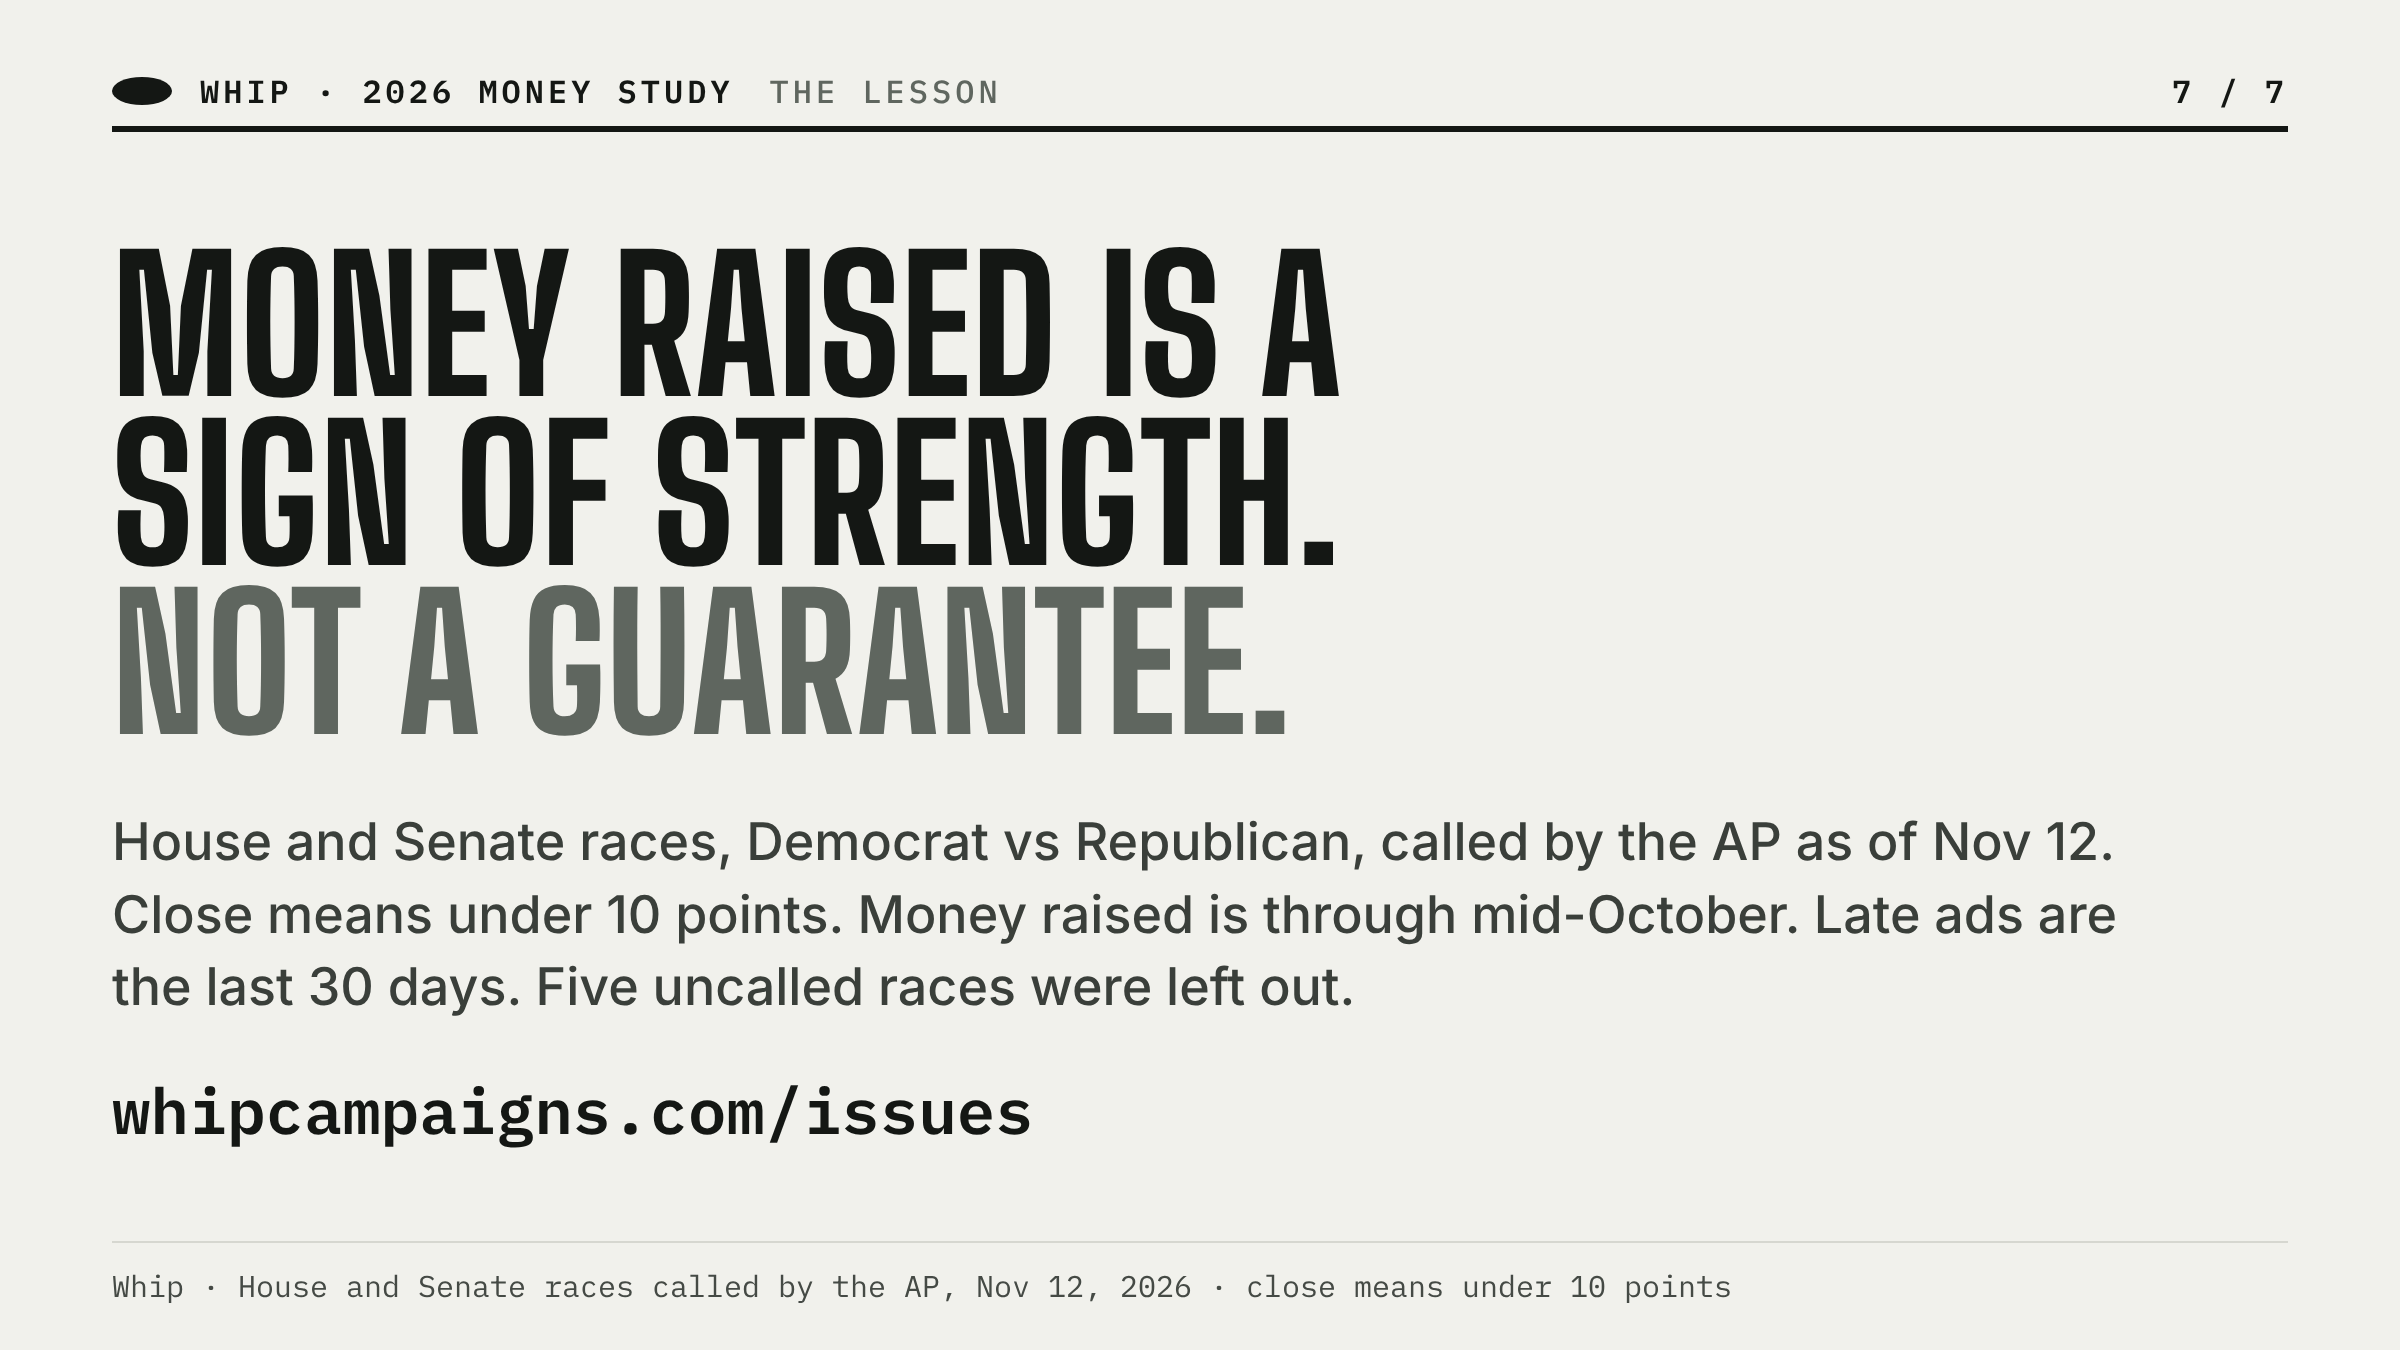 WHIP · 2026 MONEY STUDY THE LESSON 7 / 7
MONEY RAISED IS A
SIGN OF STRENGTH.
NOT A GUARANTEE.
House and Senate races, Democrat vs Republican, called by the AP as of Nov 12.
Close means under 10 points. Money raised is through mid-October. Late ads are
the last 30 days. Five uncalled races were left out.
whipcampaigns.com/issues
Whip · House and Senate races called by the AP, Nov 12, 2026 · close means under 10 points